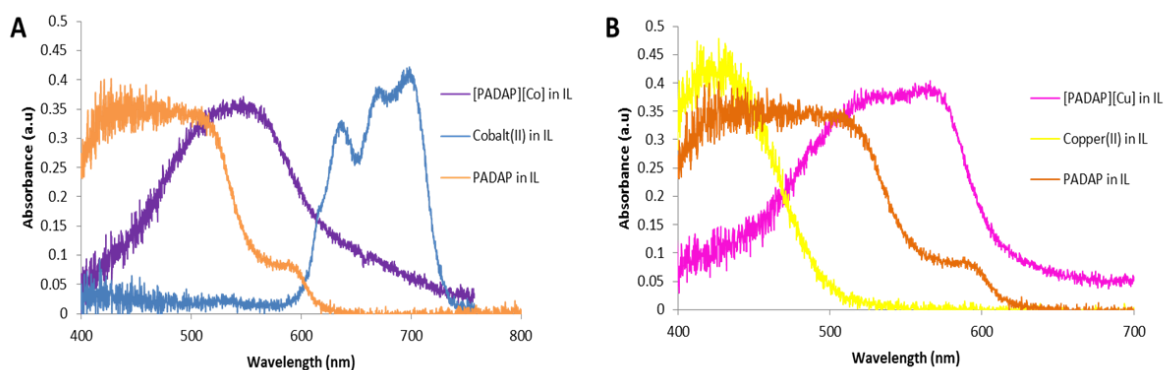 A
0.5
0.45
0.4
0.35
0.3
0.25
0.2
0.15
0.1
0.05
0
400 500 600 700 800
Absorbance (a.u)
Wavelength (nm)
[PADAP][Co] in IL
Cobalt(II) in IL
PADAP in IL
B
0.5
0.45
0.4
0.35
0.3
0.25
0.2
0.15
0.1
0.05
0
400 500 600 700
Absorbance (a.u)
Wavelength (nm)
[PADAP][Cu] in IL
Copper(II) in IL
PADAP in IL